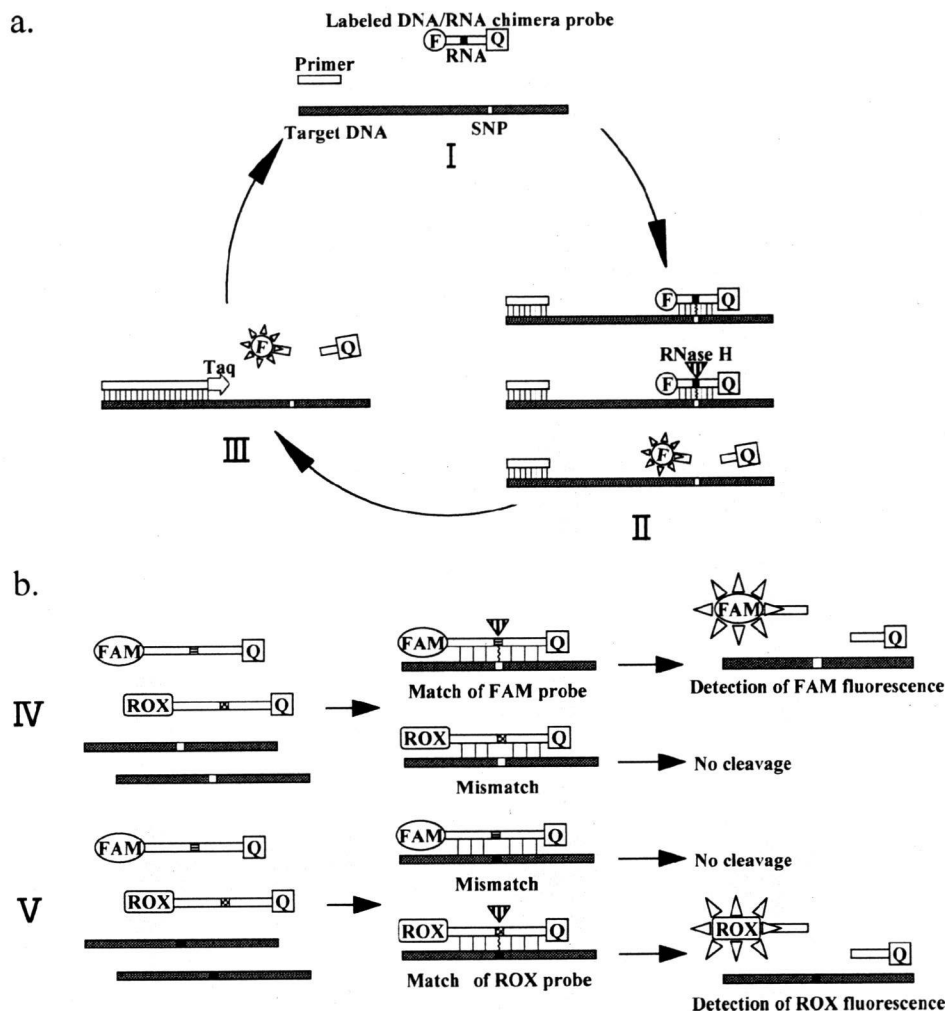 a.
Labeled DNA/RNA chimera probe
F Q
RNA
Primer
Target DNA SNP
I
F Q
RNase H
F Q
F Q
II
F Q
Taq
III
b.
IV
FAM Q
ROX Q
FAM Q
Match of FAM probe
ROX Q
Mismatch
FAM
Q
Detection of FAM fluorescence
No cleavage
V
FAM Q
ROX Q
FAM Q
Mismatch
ROX Q
Match of ROX probe
No cleavage
ROX
Q
Detection of ROX fluorescence